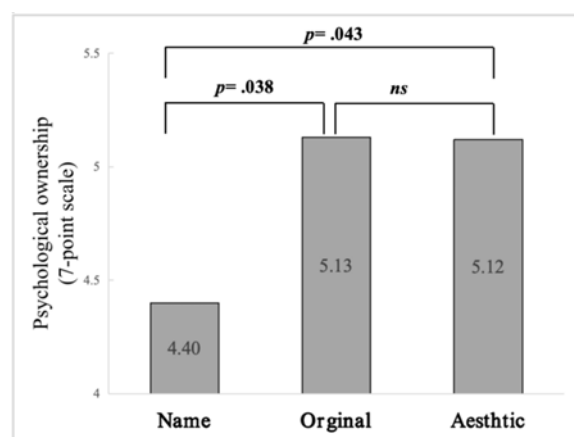 p= .043
p= .038
ns
Psychological ownership
(7-point scale)
5.5
5
4.5
4
4.40
5.13
5.12
Name
Orginal
Aesthtic